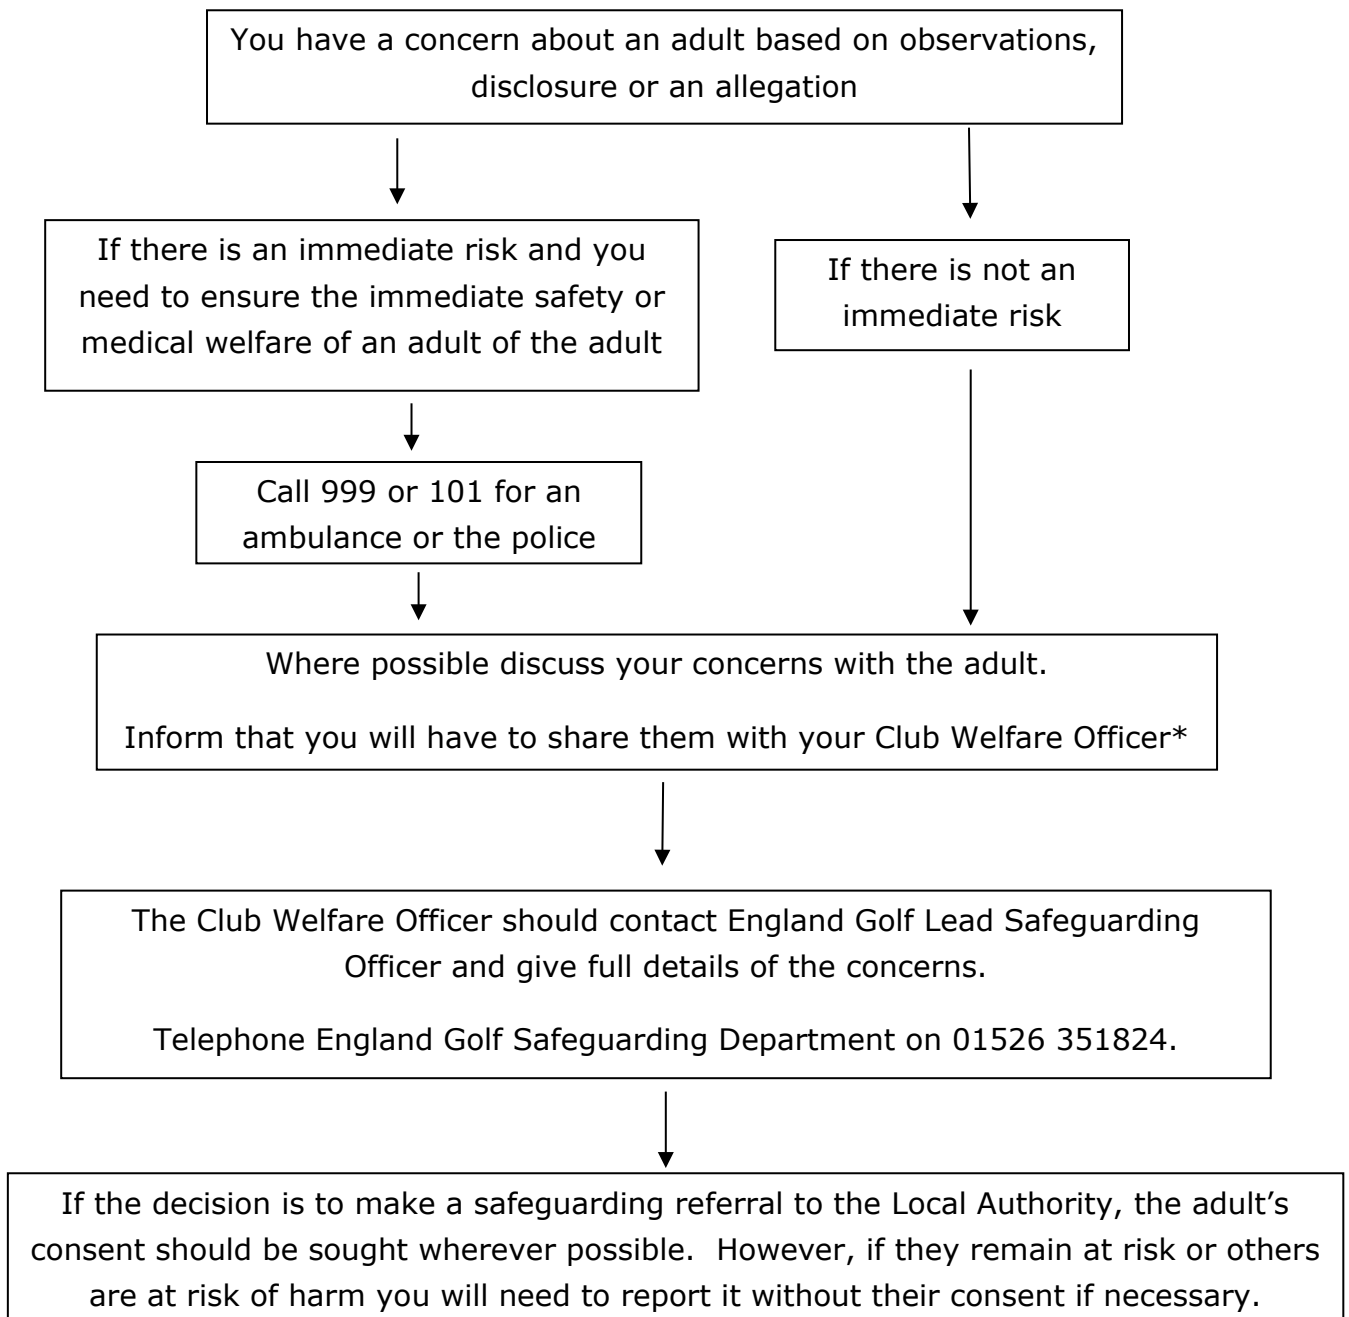 You have a concern about an adult based on observations,
disclosure or an allegation
If there is an immediate risk and you
need to ensure the immediate safety or
medical welfare of an adult of the adult
If there is not an
immediate risk
Call 999 or 101 for an
ambulance or the police
Where possible discuss your concerns with the adult.
Inform that you will have to share them with your Club Welfare Officer*
The Club Welfare Officer should contact England Golf Lead Safeguarding
Officer and give full details of the concerns.
Telephone England Golf Safeguarding Department on 01526 351824.
If the decision is to make a safeguarding referral to the Local Authority, the adult’s
consent should be sought wherever possible.  However, if they remain at risk or others
are at risk of harm you will need to report it without their consent if necessary.